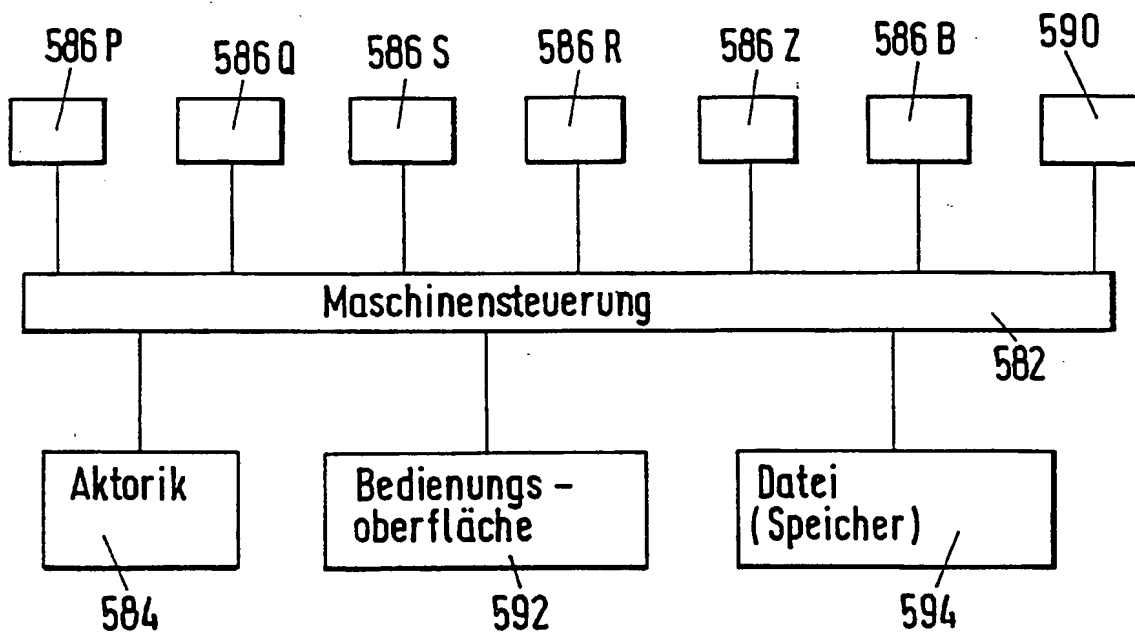 586 P
586 Q
586 S
586 R
586 Z
586 B
590
Maschinensteuerung
582
Aktorik
Bedienungs-
oberfläche
Datei
(Speicher)
584
592
594